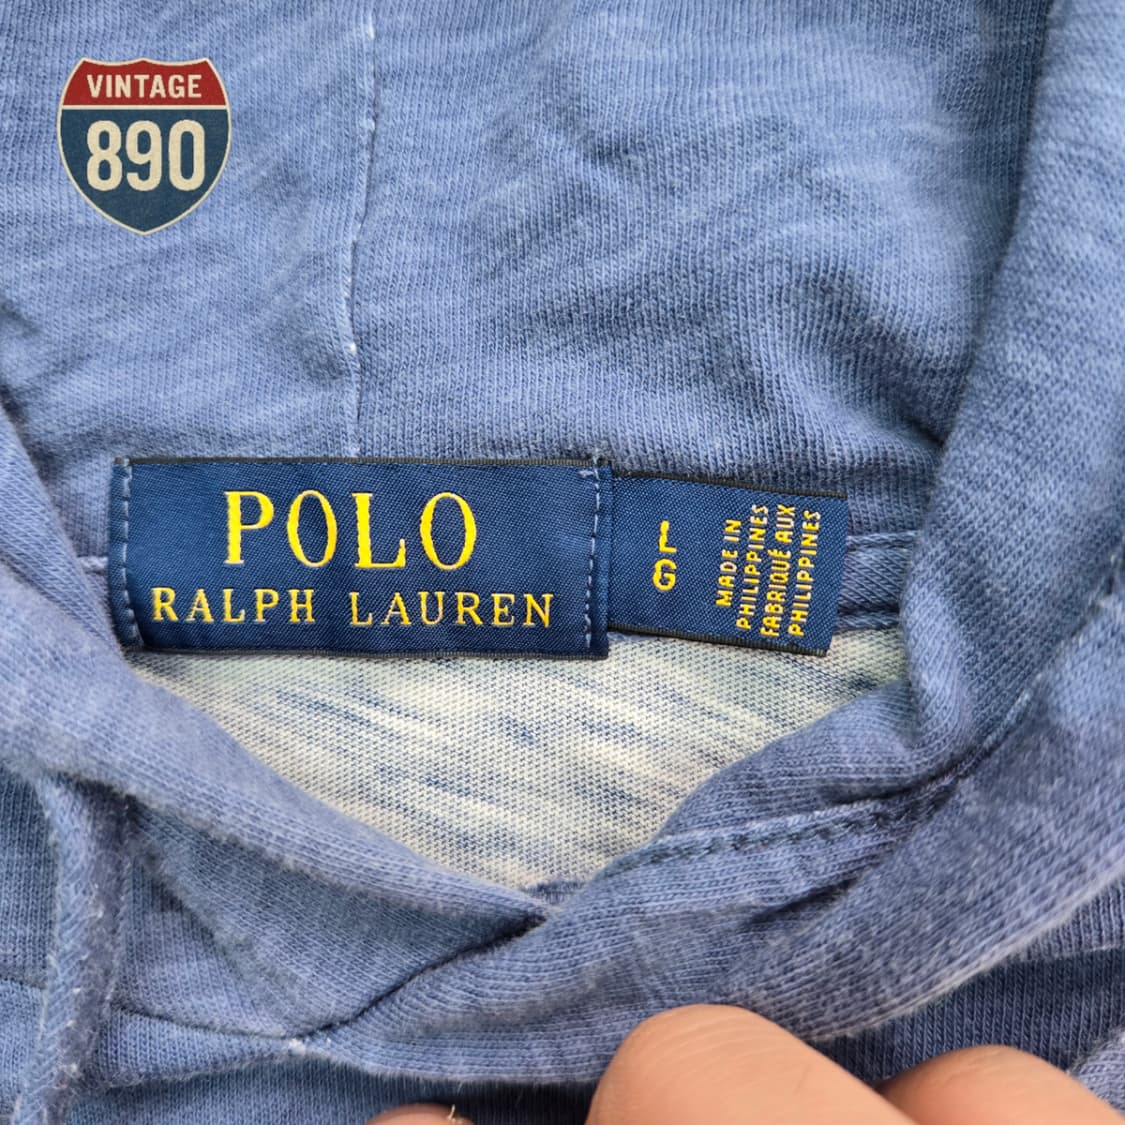 VINTAGE
890
POLO
RALPH LAUREN
L
G
MADE IN
PHILIPPINES
FABRIQUÉ AUX
PHILIPPINES